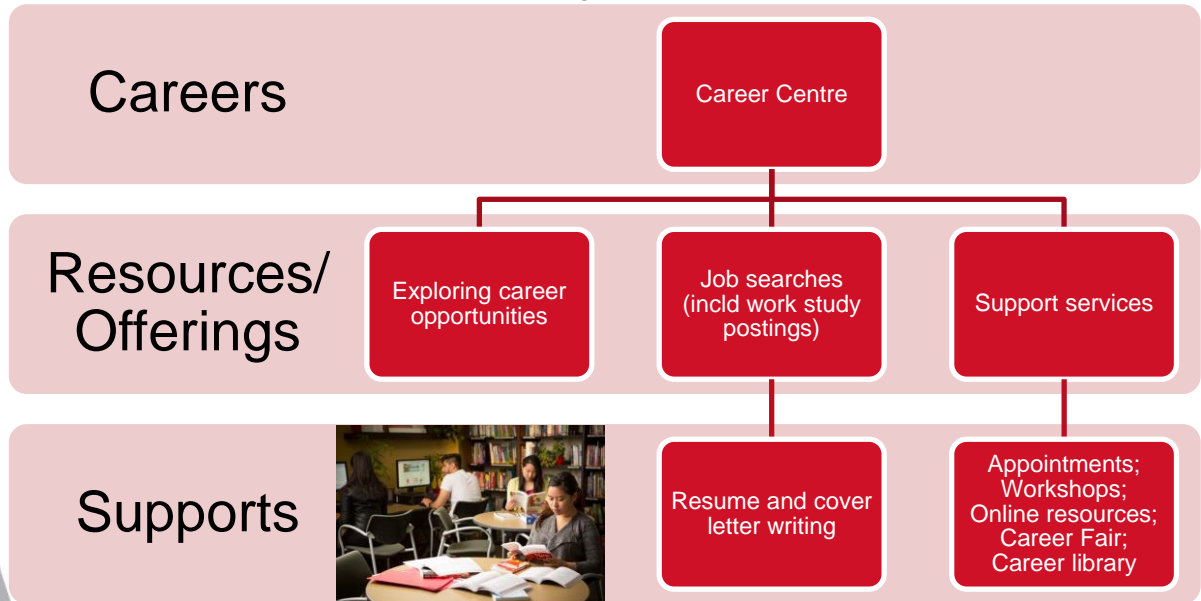 Careers
Career Centre
Resources/
Offerings
Exploring career
opportunities
Job searches
(incld work study
postings)
Support services
Supports
Resume and cover
letter writing
Appointments;
Workshops;
Online resources;
Career Fair;
Career library